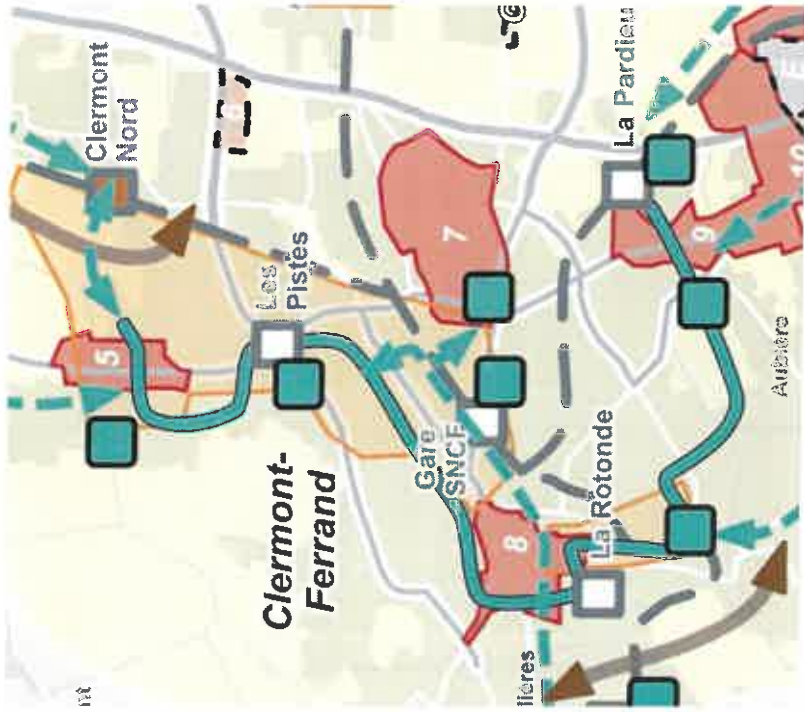 Clermont
Nord
La Pardieu
Les
Pistes
7
10
9
5
Gare
SNCF
Aubière
Clermont-
Ferrand
8
La Rotonde
lières
nt